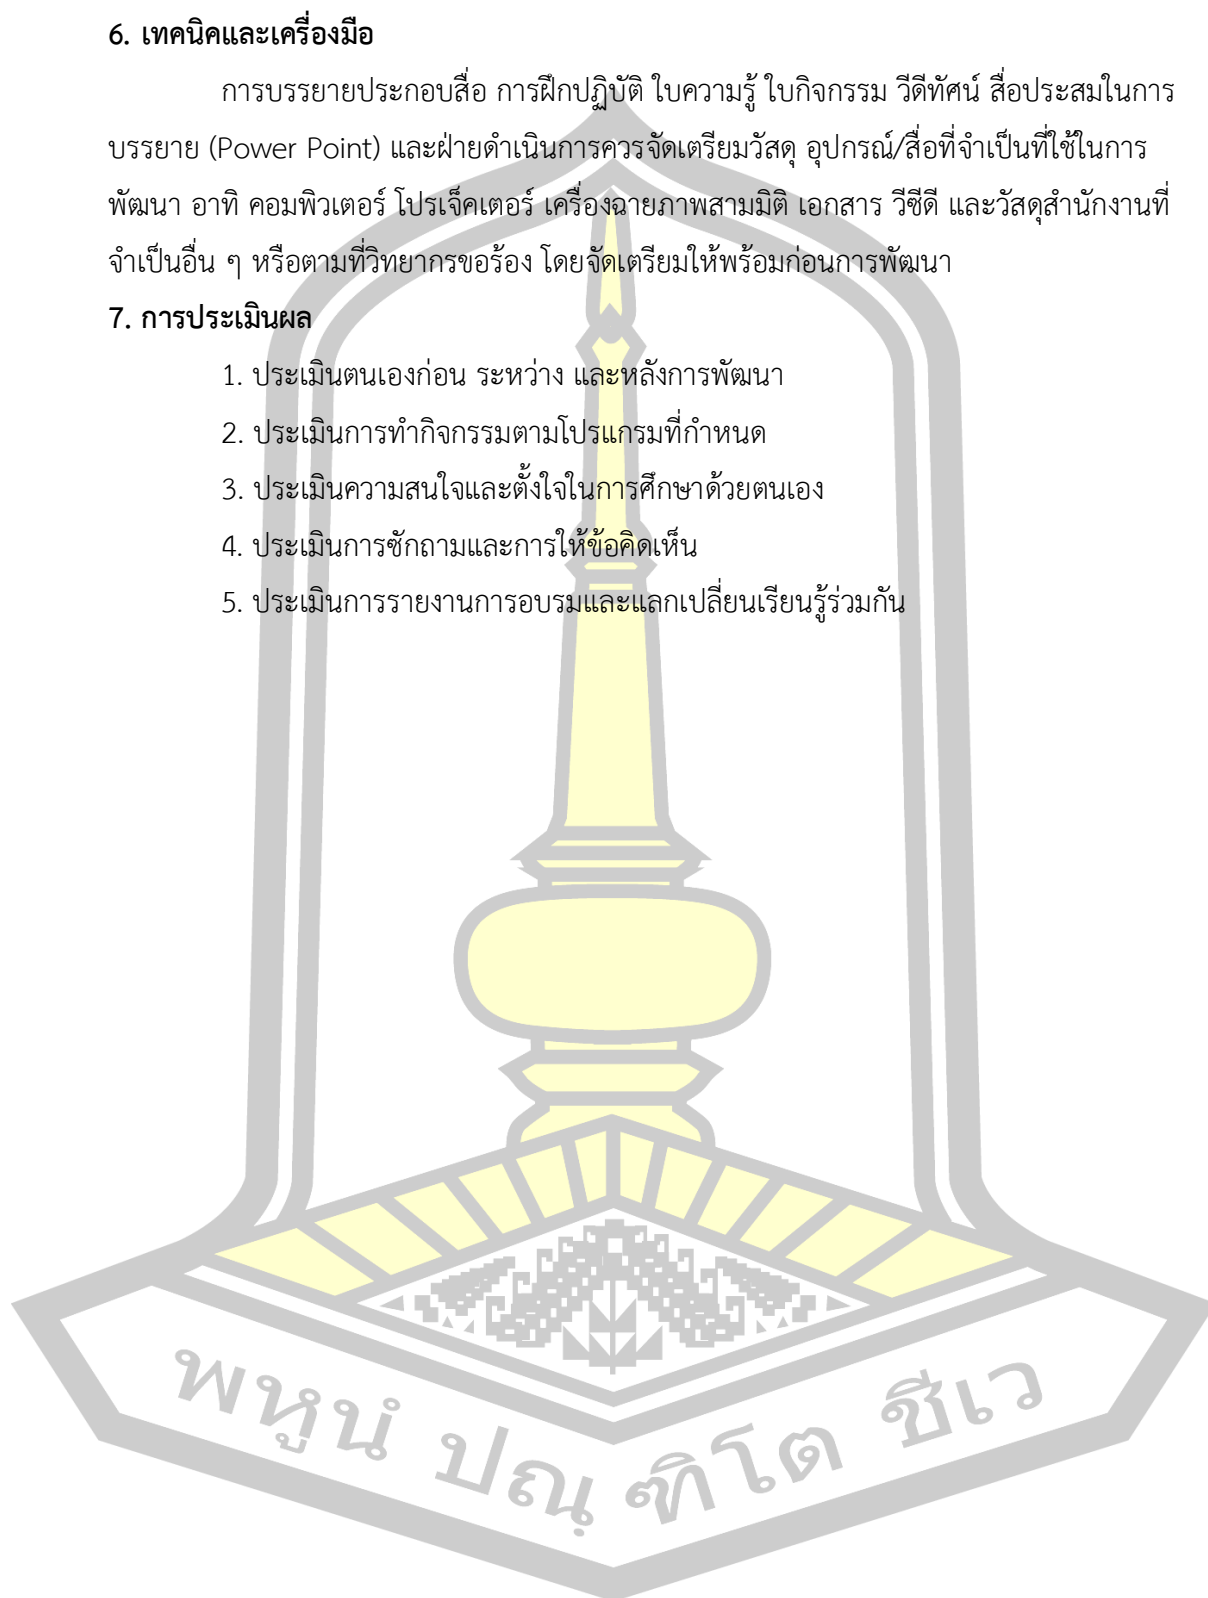 6. เทคนิคและเครื่องมือ
การบรรยายประกอบสื่อ การฝึกปฏิบัติ ใบความรู้ ใบกิจกรรม วีดีทัศน์ สื่อประสมในการ
บรรยาย (Power Point) และฝ่ายดำเนินการควรจัดเตรียมวัสดุ อุปกรณ์/สื่อที่จำเป็นที่ใช้ในการ
พัฒนา อาทิ คอมพิวเตอร์ โปรเจ็คเตอร์ เครื่องฉายภาพสามมิติ เอกสาร วีซีดี และวัสดุสำนักงานที่
จำเป็นอื่น ๆ หรือตามที่วิทยากรขอร้อง โดยจัดเตรียมให้พร้อมก่อนการพัฒนา
7. การประเมินผล
1. ประเมินตนเองก่อน ระหว่าง และหลังการพัฒนา
2. ประเมินการทำกิจกรรมตามโปรแกรมที่กำหนด
3. ประเมินความสนใจและตั้งใจในการศึกษาด้วยตนเอง
4. ประเมินการซักถามและการให้ข้อคิดเห็น
5. ประเมินการรายงานการอบรมและแลกเปลี่ยนเรียนรู้ร่วมกัน
พหูนํ ปณฺ ฑิโต ชีเว